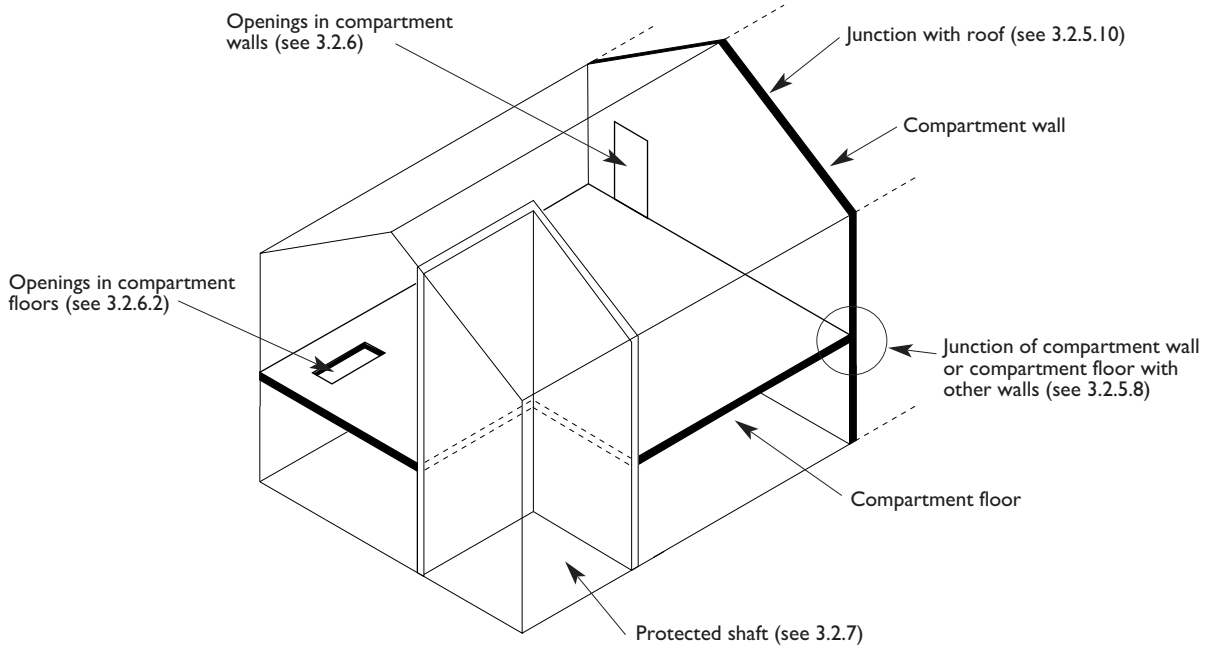 Openings in compartment
walls (see 3.2.6)
Junction with roof (see 3.2.5.10)
Compartment wall
Openings in compartment
floors (see 3.2.6.2)
Junction of compartment wall
or compartment floor with
other walls (see 3.2.5.8)
Compartment floor
Protected shaft (see 3.2.7)